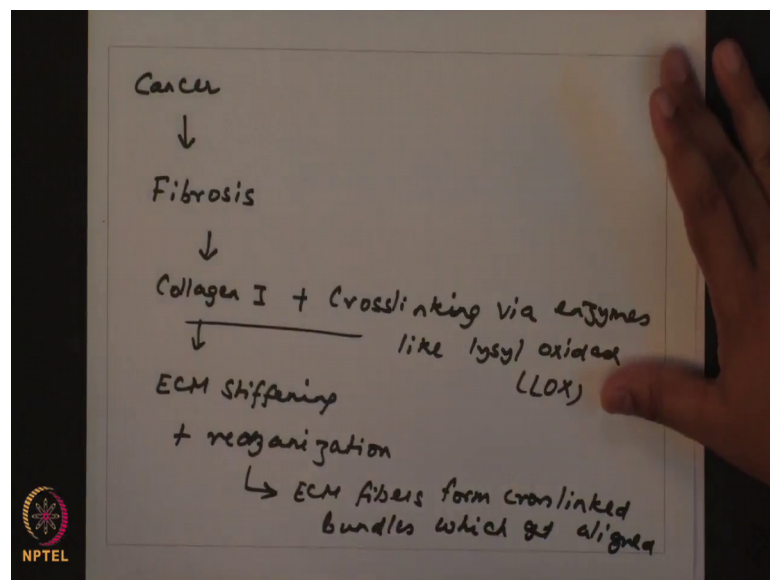 Cancer
↓
Fibrosis
↓
Collagen I + Crosslinking via enzymes
like lysyl oxidad
(LOX)
↓
ECM stiffening
+ reorganization
↳ ECM fibers form crosslinked
bundles which get aligned
NPTEL